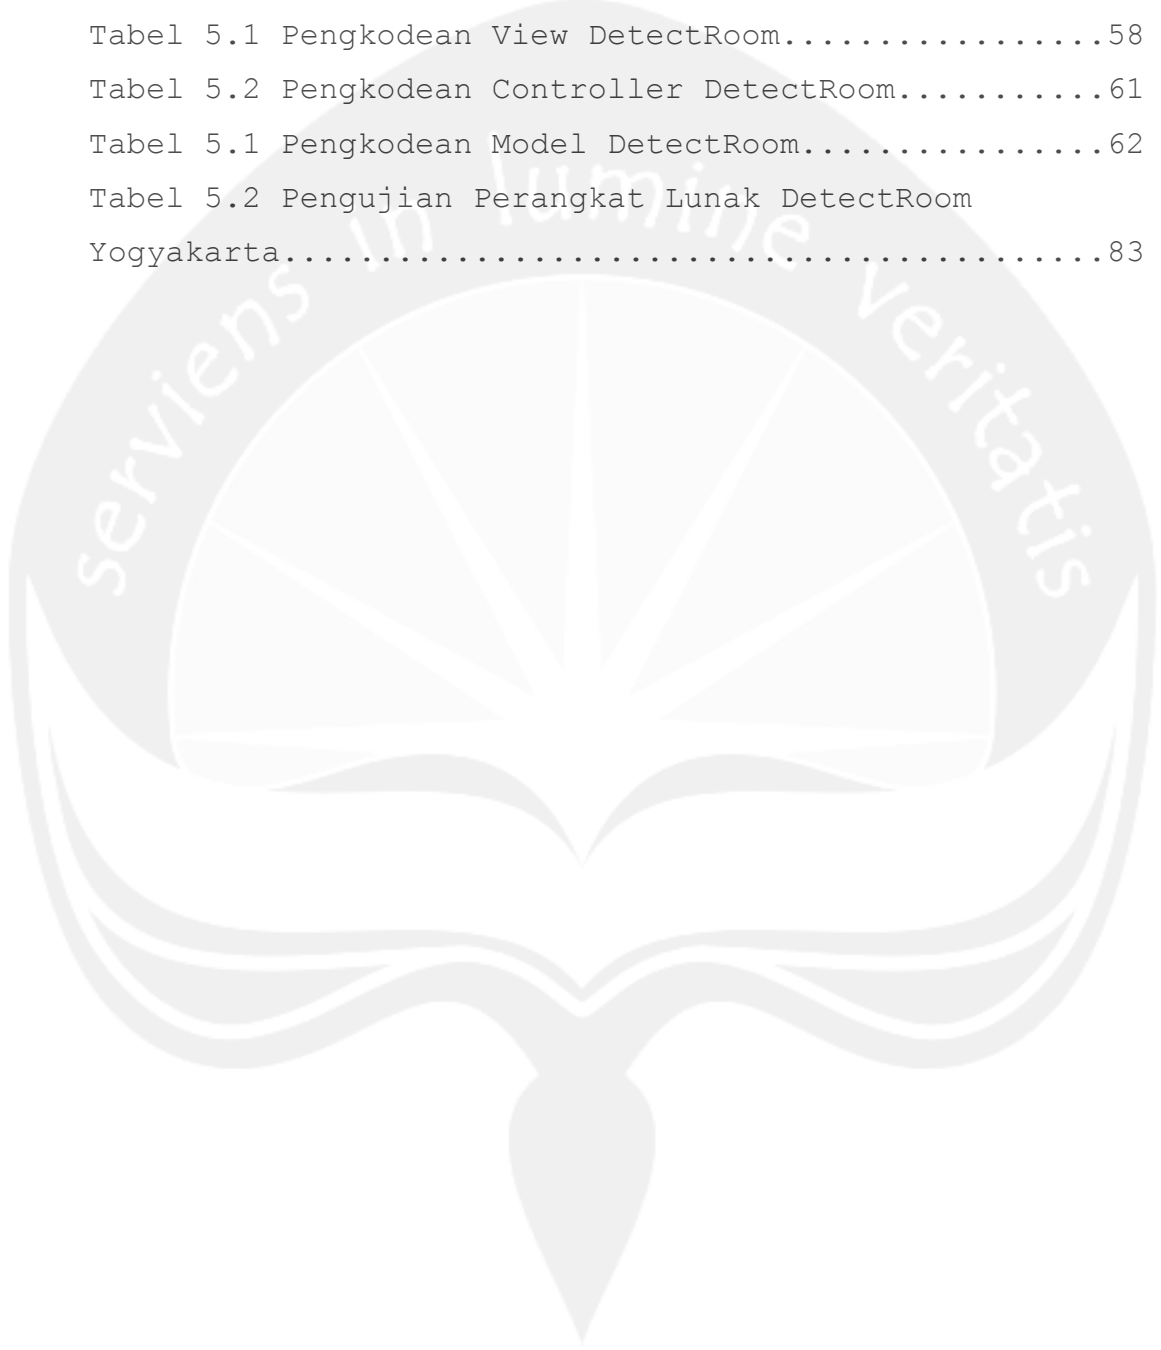 Tabel 5.1 Pengkodean View DetectRoom.................58
Tabel 5.2 Pengkodean Controller DetectRoom...........61
Tabel 5.1 Pengkodean Model DetectRoom................62
Tabel 5.2 Pengujian Perangkat Lunak DetectRoom
Yogyakarta...........................................83
serviens in lumine veritatis